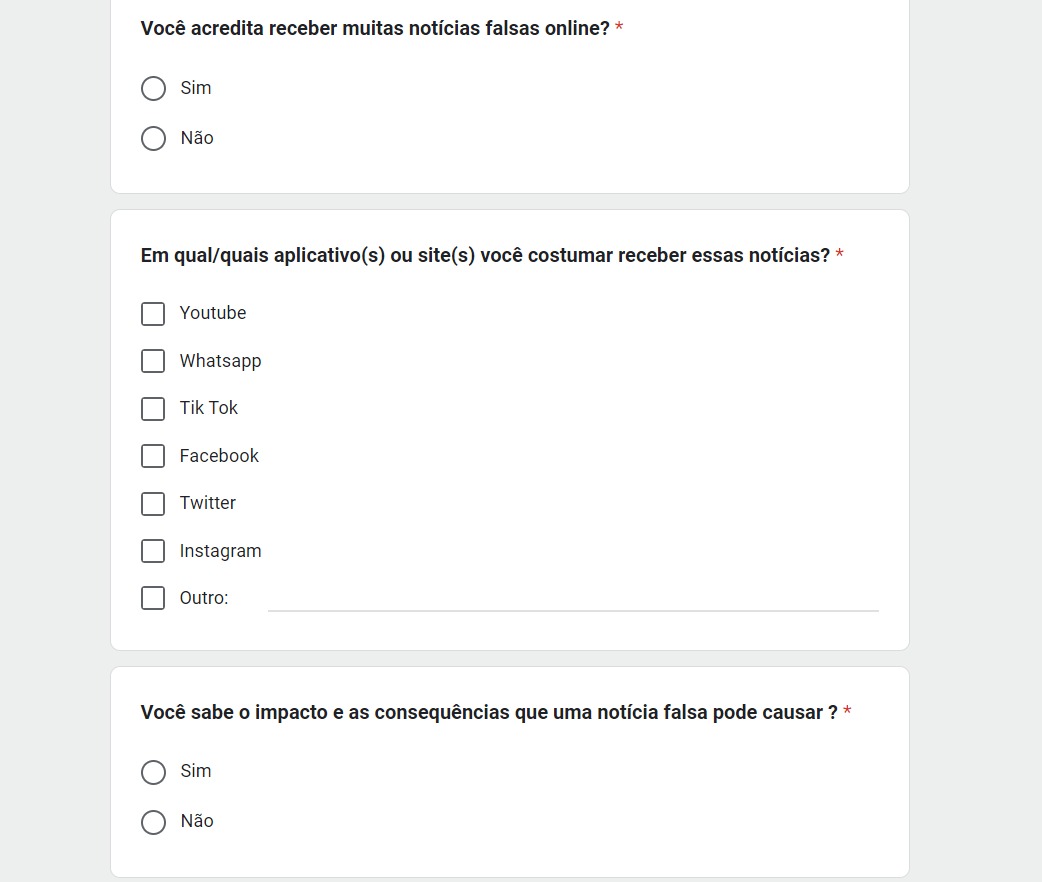 Você acredita receber muitas notícias falsas online? *
Sim
Não
Em qual/quais aplicativo(s) ou site(s) você costumar receber essas notícias? *
Youtube
Whatsapp
Tik Tok
Facebook
Twitter
Instagram
Outro:
Você sabe o impacto e as consequências que uma notícia falsa pode causar ? *
Sim
Não